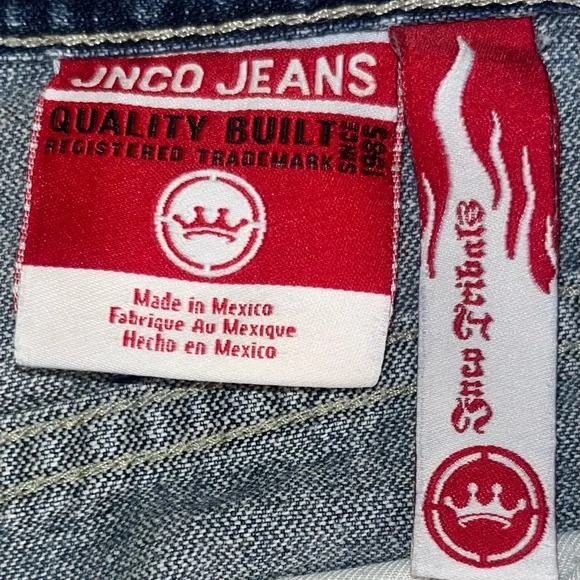 JNCO JEANS
QUALITY BUILT
REGISTERED TRADEMARK
SINCE
1985
Made in Mexico
Fabrique Au Mexique
Hecho en Mexico
Jnco Tribals